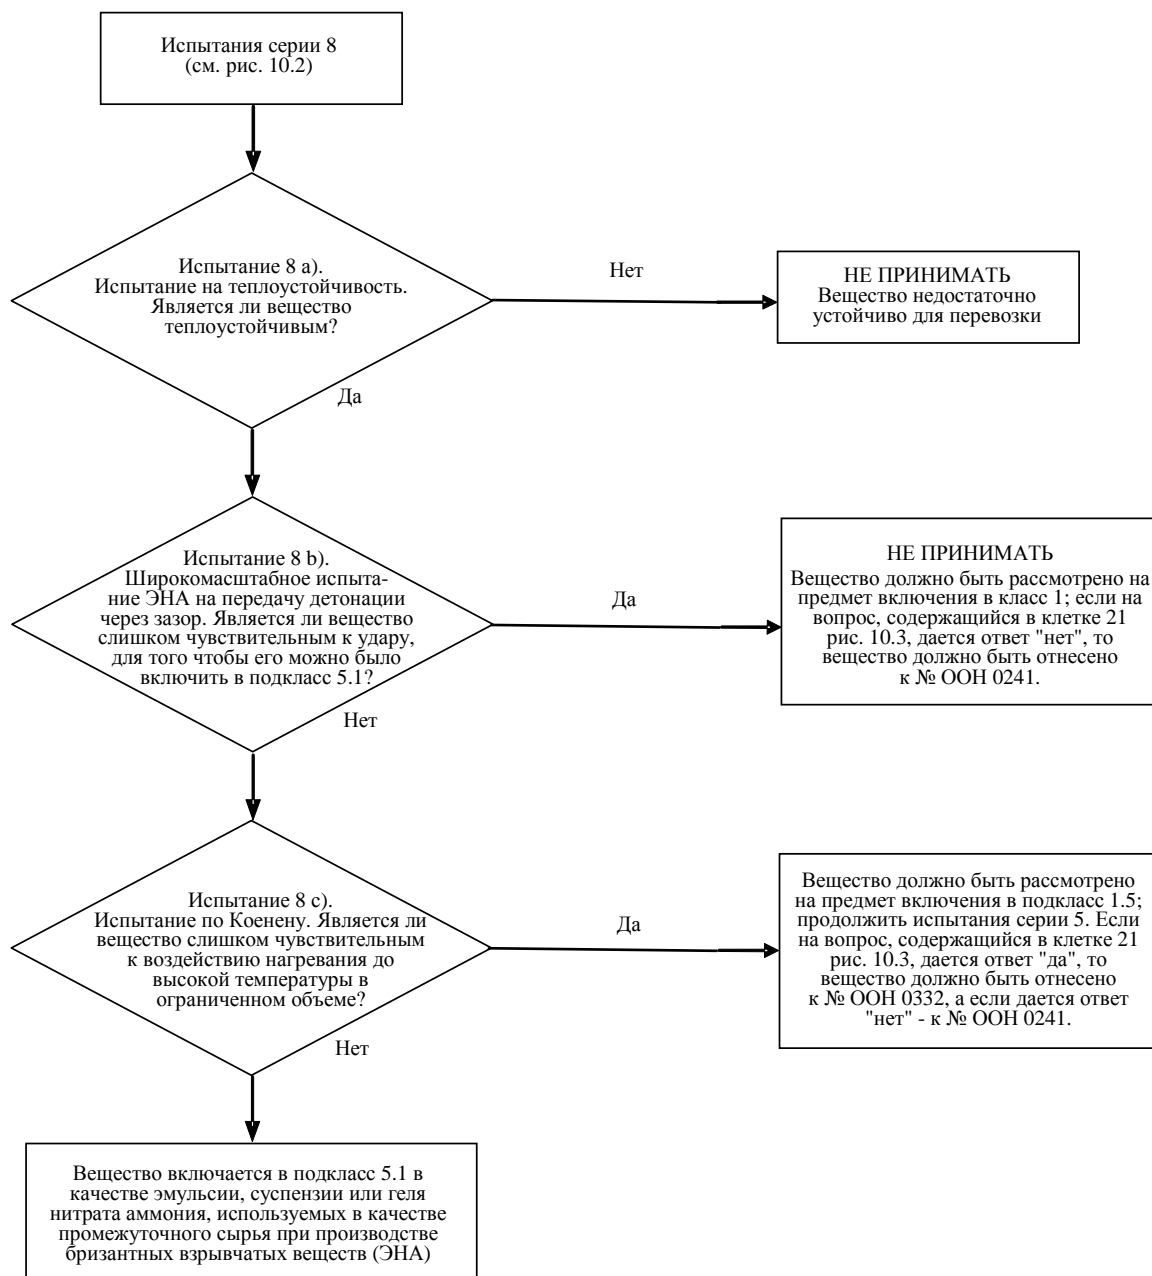 Испытания серии 8
(см. рис. 10.2)
Испытание 8 a).
Испытание на теплоустойчивость.
Является ли вещество
теплоустойчивым?
Нет
НЕ ПРИНИМАТЬ
Вещество недостаточно
устойчиво для перевозки
Да
Испытание 8 b).
Широкомасштабное испыта-
ние ЭНА на передачу детонации
через зазор. Является ли вещество
слишком чувствительным к удару,
для того чтобы его можно было
включить в подкласс 5.1?
Да
НЕ ПРИНИМАТЬ
Вещество должно быть рассмотрено на
предмет включения в класс 1; если на
вопрос, содержащийся в клетке 21
рис. 10.3, дается ответ "нет", то
вещество должно быть отнесено
к № ООН 0241.
Нет
Испытание 8 c).
Испытание по Коенену. Является ли
вещество слишком чувствительным
к воздействию нагревания до
высокой температуры в
ограниченном объеме?
Да
Вещество должно быть рассмотрено
на предмет включения в подкласс 1.5;
продолжить испытания серии 5. Если
на вопрос, содержащийся в клетке 21
рис. 10.3, дается ответ "да", то
вещество должно быть отнесено
к № ООН 0332, а если дается ответ
"нет" - к № ООН 0241.
Нет
Вещество включается в подкласс 5.1 в
качестве эмульсии, суспензии или геля
нитрата аммония, используемых в качестве
промежуточного сырья при производстве
бризантных взрывчатых веществ (ЭНА)